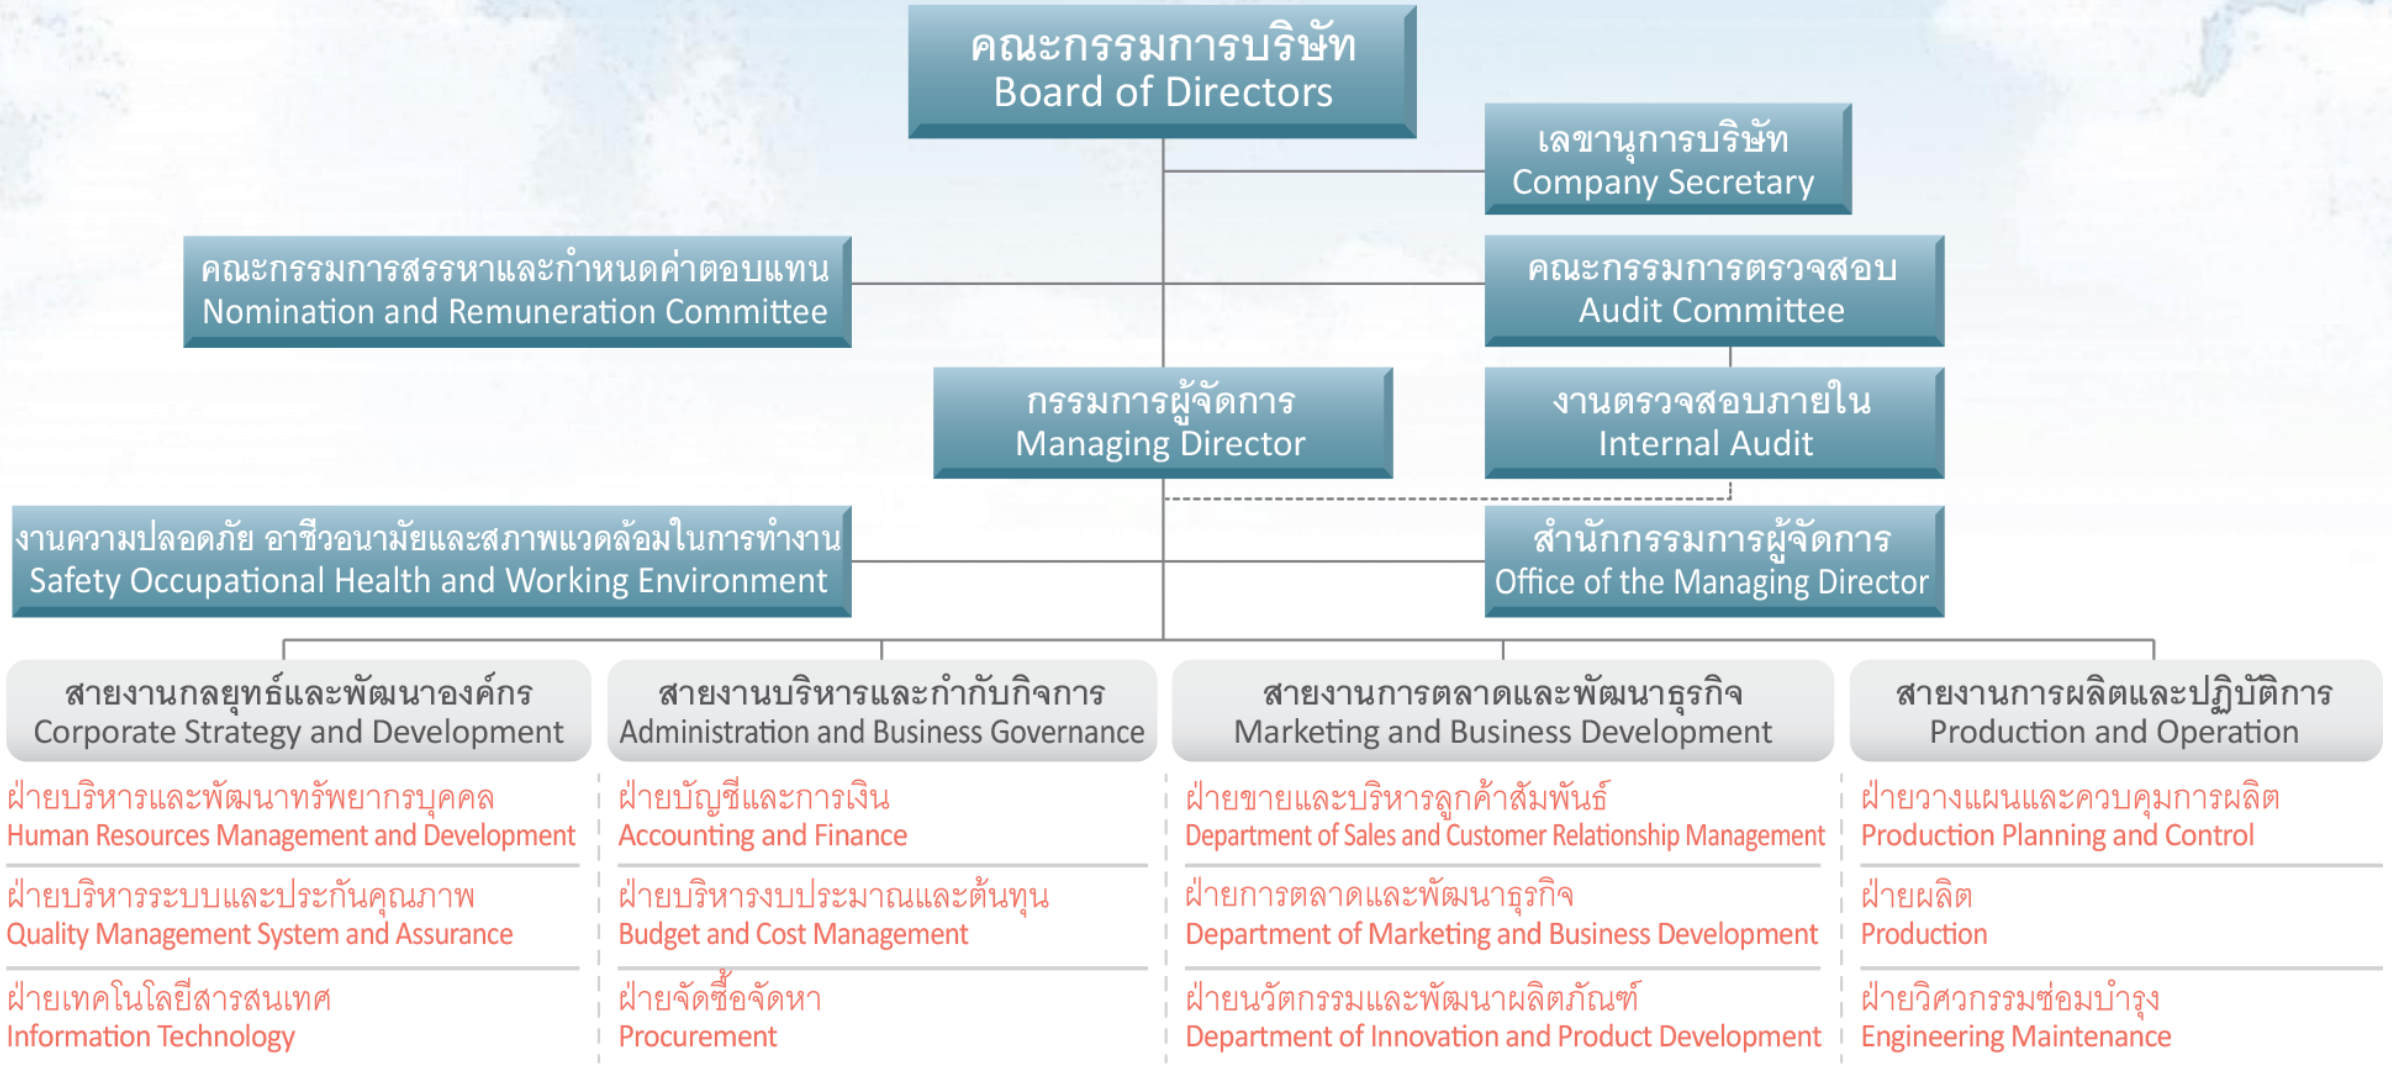 คณะกรรมการบริษัท
Board of Directors
เลขานุการบริษัท
Company Secretary
คณะกรรมการสรรหาและกำหนดค่าตอบแทน
Nomination and Remuneration Committee
คณะกรรมการตรวจสอบ
Audit Committee
กรรมการผู้จัดการ
Managing Director
งานตรวจสอบภายใน
Internal Audit
งานความปลอดภัย อาชีวอนามัยและสภาพแวดล้อมในการทำงาน
Safety Occupational Health and Working Environment
สำนักกรรมการผู้จัดการ
Office of the Managing Director
สายงานกลยุทธ์และพัฒนาองค์กร
Corporate Strategy and Development
ฝ่ายบริหารและพัฒนาทรัพยากรบุคคล
Human Resources Management and Development
ฝ่ายบริหารระบบและประกันคุณภาพ
Quality Management System and Assurance
ฝ่ายเทคโนโลยีสารสนเทศ
Information Technology
สายงานบริหารและกำกับกิจการ
Administration and Business Governance
ฝ่ายบัญชีและการเงิน
Accounting and Finance
ฝ่ายบริหารงบประมาณและต้นทุน
Budget and Cost Management
ฝ่ายจัดซื้อจัดหา
Procurement
สายงานการตลาดและพัฒนาธุรกิจ
Marketing and Business Development
ฝ่ายขายและบริหารลูกค้าสัมพันธ์
Department of Sales and Customer Relationship Management
ฝ่ายการตลาดและพัฒนาธุรกิจ
Department of Marketing and Business Development
ฝ่ายนวัตกรรมและพัฒนาผลิตภัณฑ์
Department of Innovation and Product Development
สายงานการผลิตและปฏิบัติการ
Production and Operation
ฝ่ายวางแผนและควบคุมการผลิต
Production Planning and Control
ฝ่ายผลิต
Production
ฝ่ายวิศวกรรมซ่อมบำรุง
Engineering Maintenance